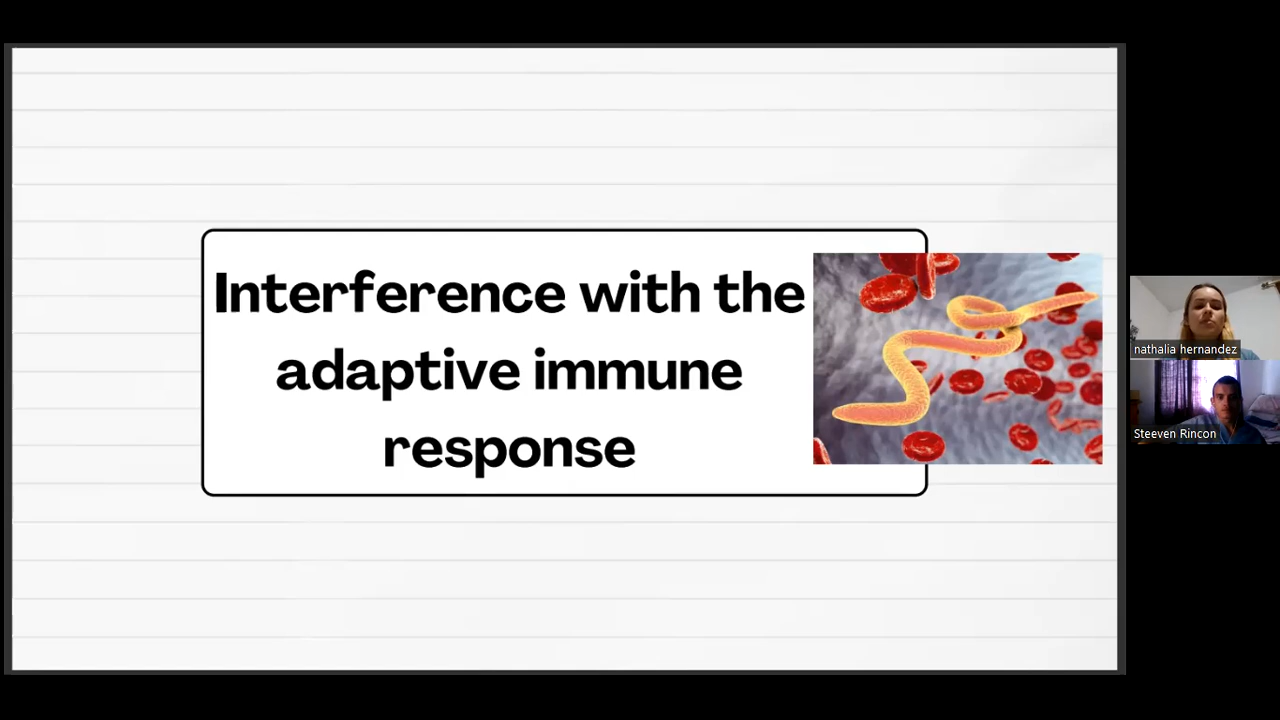 Interference with the
adaptive immune
response
nathalia hernandez
Steeven Rincon